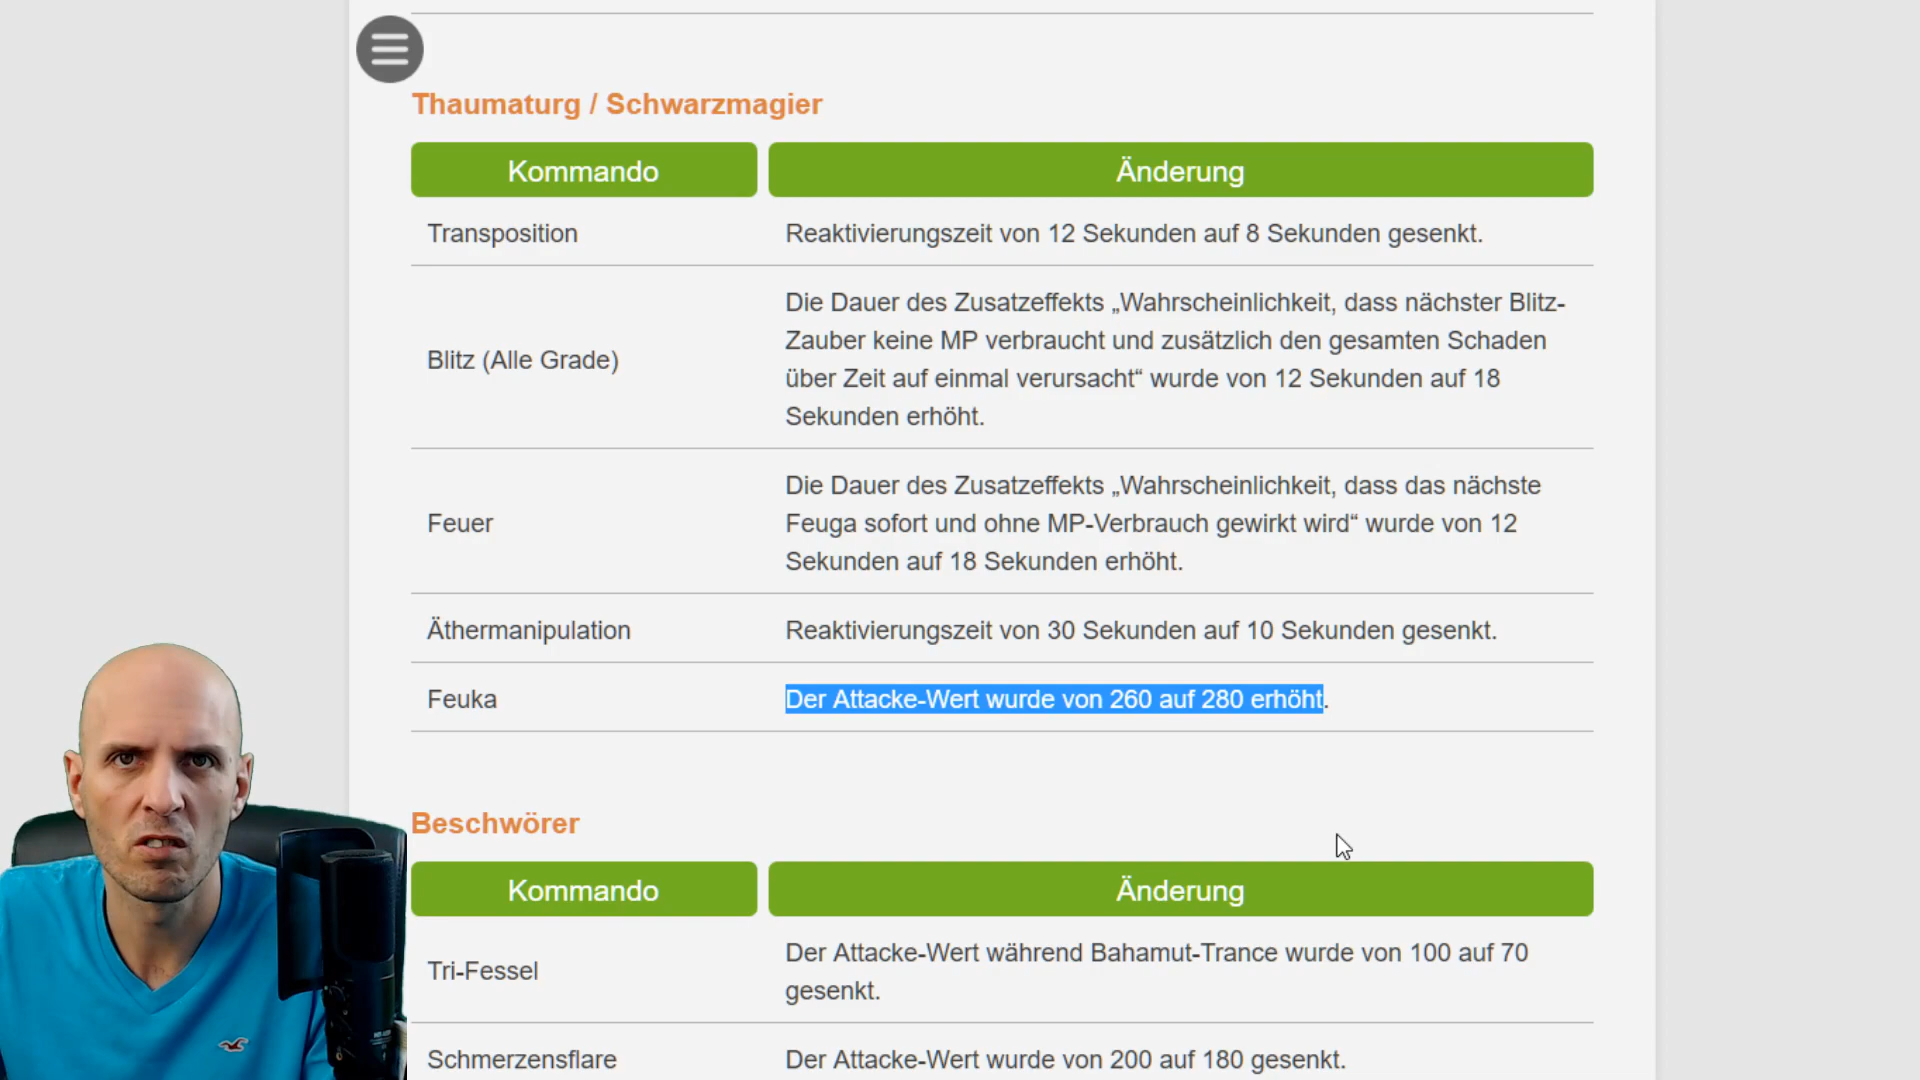 Thaumaturg / Schwarzmagier
Kommando
Änderung
Transposition
Reaktivierungszeit von 12 Sekunden auf 8 Sekunden gesenkt.
Blitz (Alle Grade)
Die Dauer des Zusatzeffekts „Wahrscheinlichkeit, dass nächster Blitz-
Zauber keine MP verbraucht und zusätzlich den gesamten Schaden
über Zeit auf einmal verursacht“ wurde von 12 Sekunden auf 18
Sekunden erhöht.
Feuer
Die Dauer des Zusatzeffekts „Wahrscheinlichkeit, dass das nächste
Feuga sofort und ohne MP-Verbrauch gewirkt wird“ wurde von 12
Sekunden auf 18 Sekunden erhöht.
Äthermanipulation
Reaktivierungszeit von 30 Sekunden auf 10 Sekunden gesenkt.
Feuka
Der Attacke-Wert wurde von 260 auf 280 erhöht.
Beschwörer
Kommando
Änderung
Tri-Fessel
Der Attacke-Wert während Bahamut-Trance wurde von 100 auf 70
gesenkt.
Schmerzensflare
Der Attacke-Wert wurde von 200 auf 180 gesenkt.